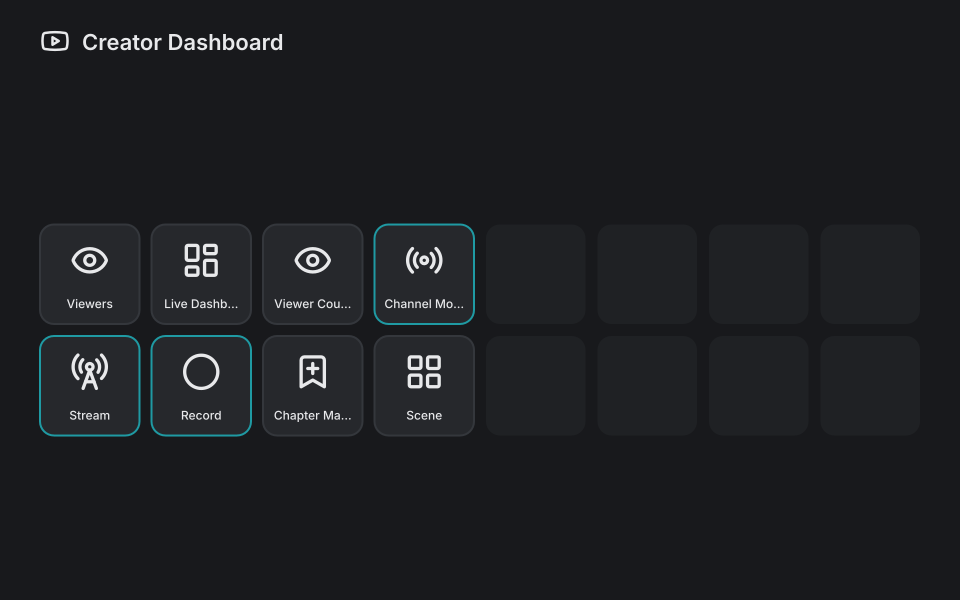 Creator Dashboard
Viewers
Live Dashb...
Viewer Cou...
Channel Mo...
Stream
Record
Chapter Ma...
Scene